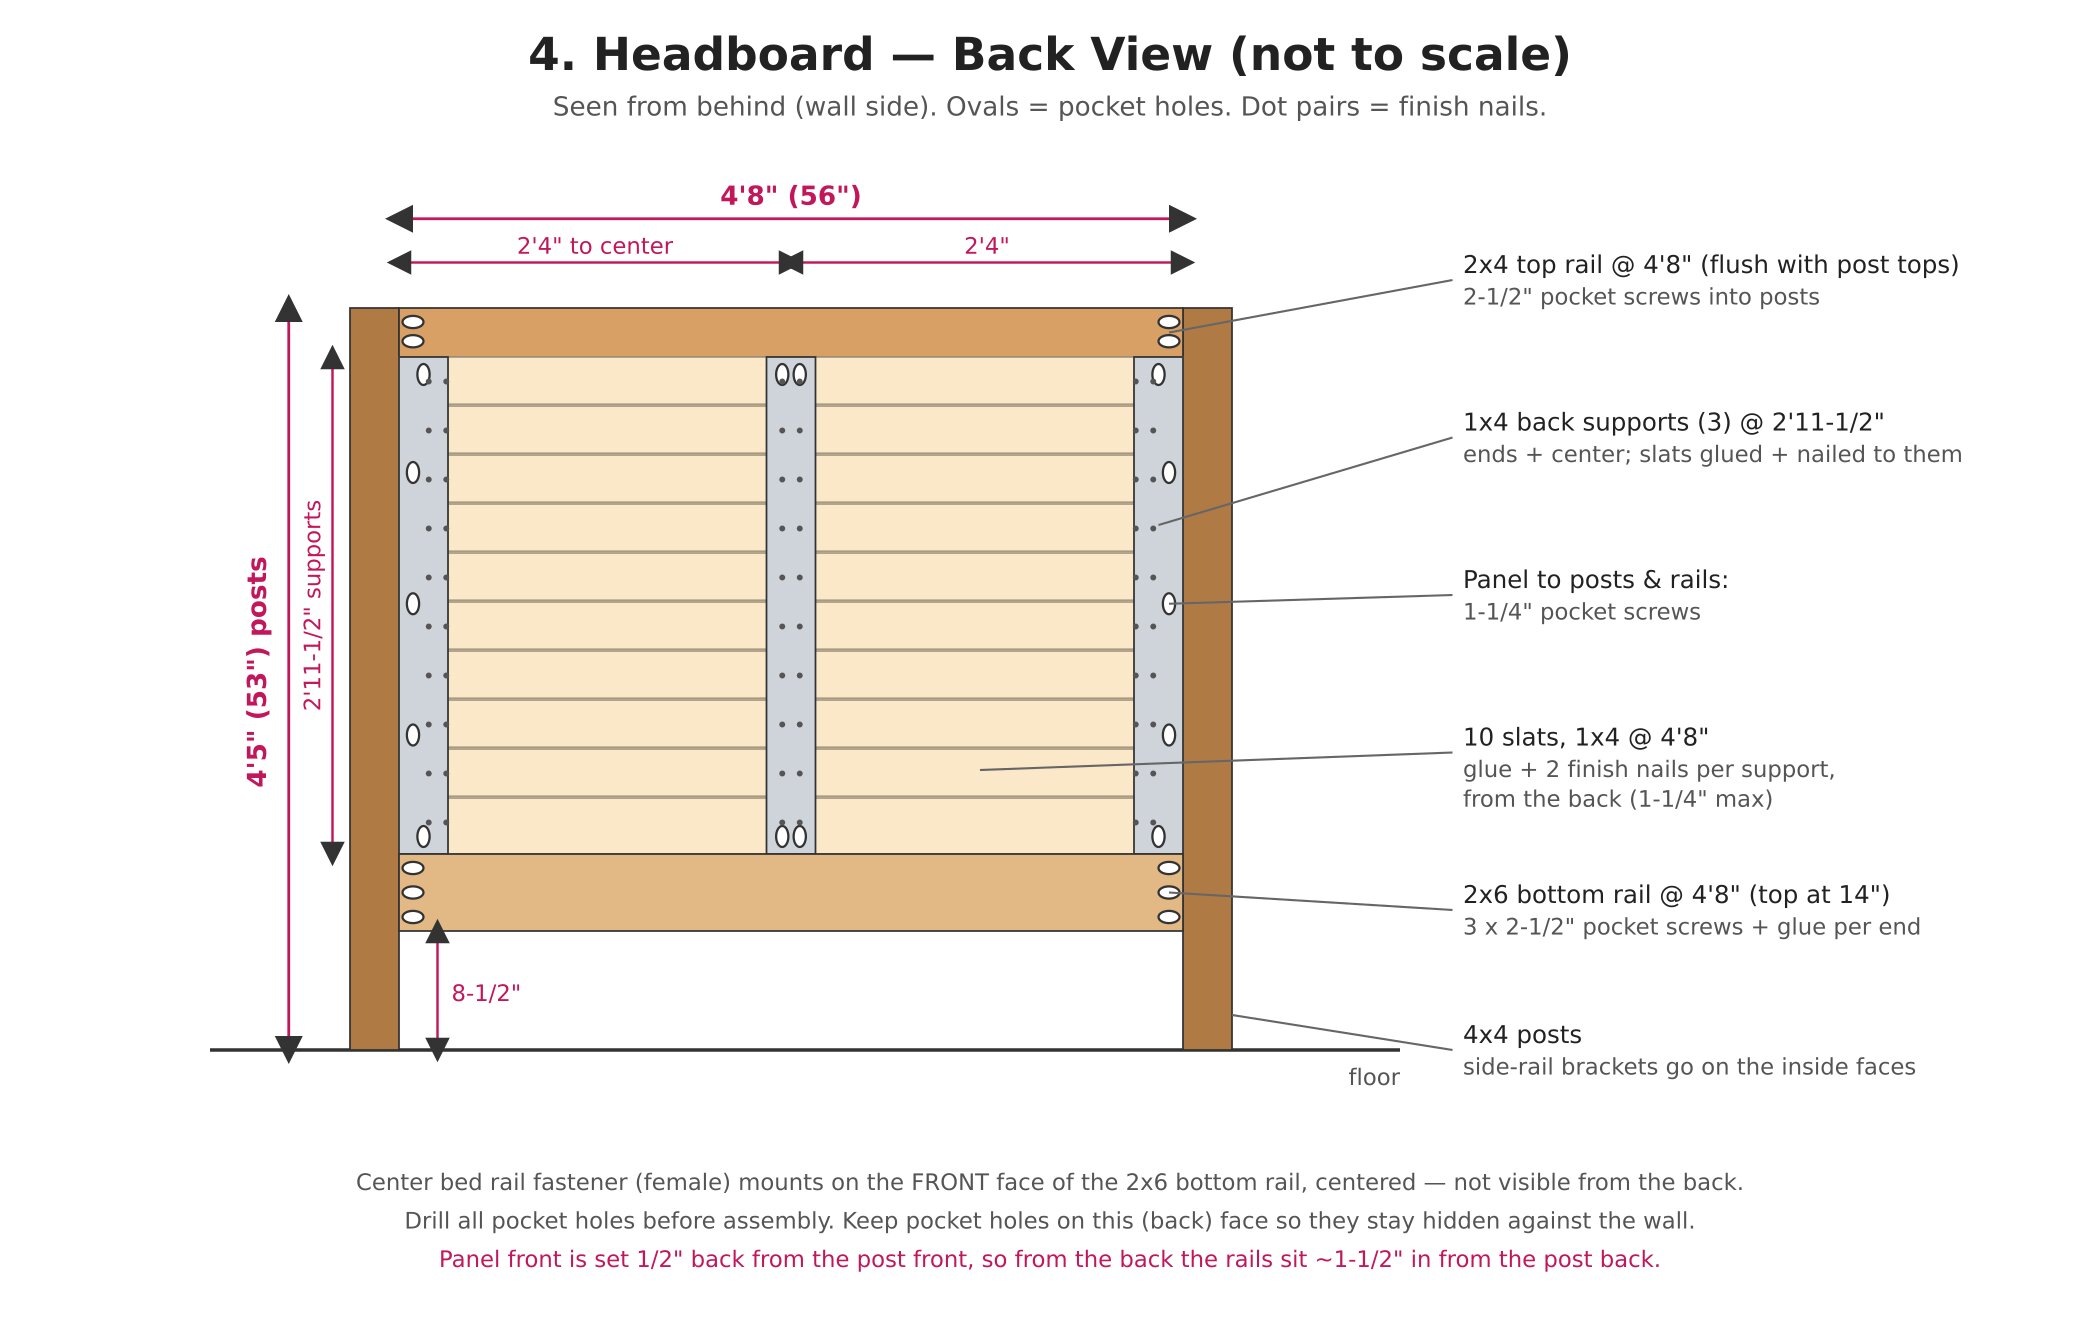 4. Headboard — Back View (not to scale)
Seen from behind (wall side). Ovals = pocket holes. Dot pairs = finish nails.
4'8" (56")
2'4" to center
2'4"
4'5" (53") posts
2'11-1/2" supports
8-1/2"
floor
2x4 top rail @ 4'8" (flush with post tops)
2-1/2" pocket screws into posts
1x4 back supports (3) @ 2'11-1/2"
ends + center; slats glued + nailed to them
Panel to posts & rails:
1-1/4" pocket screws
10 slats, 1x4 @ 4'8"
glue + 2 finish nails per support,
from the back (1-1/4" max)
2x6 bottom rail @ 4'8" (top at 14")
3 x 2-1/2" pocket screws + glue per end
4x4 posts
side-rail brackets go on the inside faces
Center bed rail fastener (female) mounts on the FRONT face of the 2x6 bottom rail, centered — not visible from the back.
Drill all pocket holes before assembly. Keep pocket holes on this (back) face so they stay hidden against the wall.
Panel front is set 1/2" back from the post front, so from the back the rails sit ~1-1/2" in from the post back.